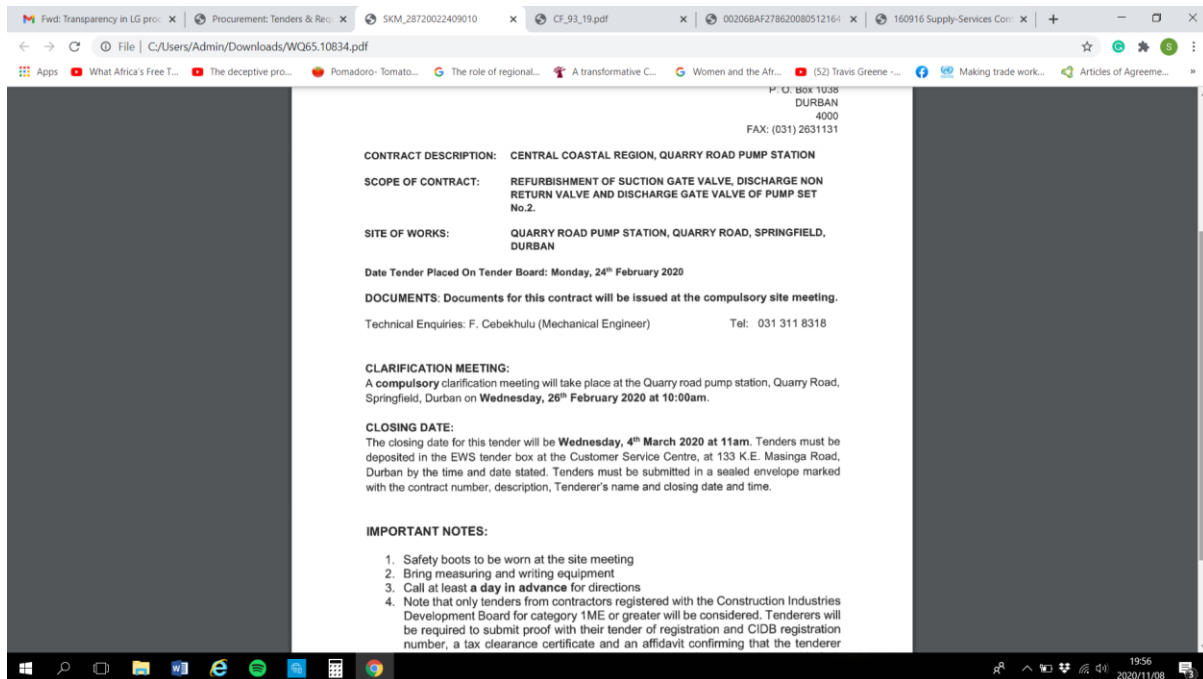 Fwd: Transparency in LG proc
Procurement: Tenders & Req
SKM_28720022409010
CF_93_19.pdf
00206BAF278620080512164
160916 Supply-Services Cont
File | C:/Users/Admin/Downloads/WQ65.10834.pdf
Apps
What Africa's Free T...
The deceptive pro...
Pomadoro- Tomato...
The role of regional...
A transformative C...
Women and the Afr...
(52) Travis Greene -...
Making trade work...
Articles of Agreeme...
P. O. Box 1038
DURBAN
4000
FAX: (031) 2631131
CONTRACT DESCRIPTION: CENTRAL COASTAL REGION, QUARRY ROAD PUMP STATION
SCOPE OF CONTRACT: REFURBISHMENT OF SUCTION GATE VALVE, DISCHARGE NON
RETURN VALVE AND DISCHARGE GATE VALVE OF PUMP SET
No.2.
SITE OF WORKS: QUARRY ROAD PUMP STATION, QUARRY ROAD, SPRINGFIELD,
DURBAN
Date Tender Placed On Tender Board: Monday, 24th February 2020
DOCUMENTS: Documents for this contract will be issued at the compulsory site meeting.
Technical Enquiries: F. Cebekhulu (Mechanical Engineer) Tel: 031 311 8318
CLARIFICATION MEETING:
A compulsory clarification meeting will take place at the Quarry road pump station, Quarry Road,
Springfield, Durban on Wednesday, 26th February 2020 at 10:00am.
CLOSING DATE:
The closing date for this tender will be Wednesday, 4th March 2020 at 11am. Tenders must be
deposited in the EWS tender box at the Customer Service Centre, at 133 K.E. Masinga Road,
Durban by the time and date stated. Tenders must be submitted in a sealed envelope marked
with the contract number, description, Tenderer's name and closing date and time.
IMPORTANT NOTES:
1. Safety boots to be worn at the site meeting
2. Bring measuring and writing equipment
3. Call at least a day in advance for directions
4. Note that only tenders from contractors registered with the Construction Industries
Development Board for category 1ME or greater will be considered. Tenderers will
be required to submit proof with their tender of registration and CIDB registration
number, a tax clearance certificate and an affidavit confirming that the tenderer
19:56
2020/11/08